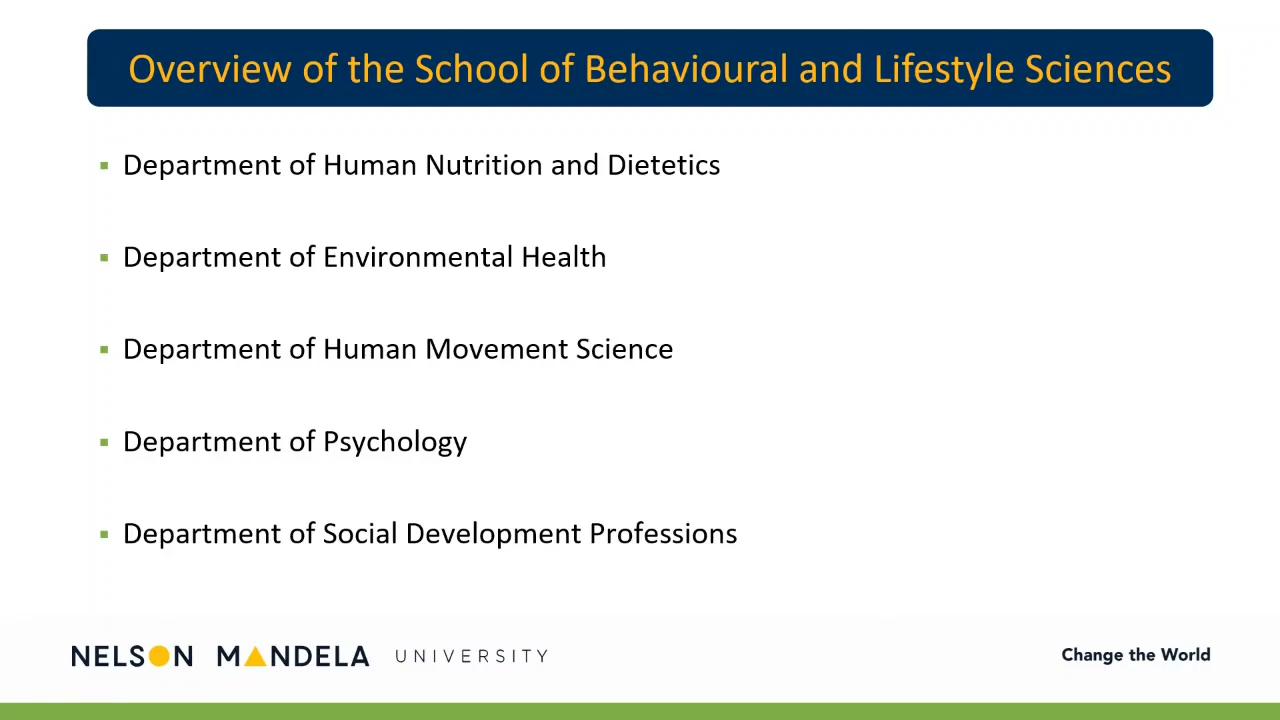 Overview of the School of Behavioural and Lifestyle Sciences
▪ Department of Human Nutrition and Dietetics
▪ Department of Environmental Health
▪ Department of Human Movement Science
▪ Department of Psychology
▪ Department of Social Development Professions
NELSON MANDELA UNIVERSITY
Change the World